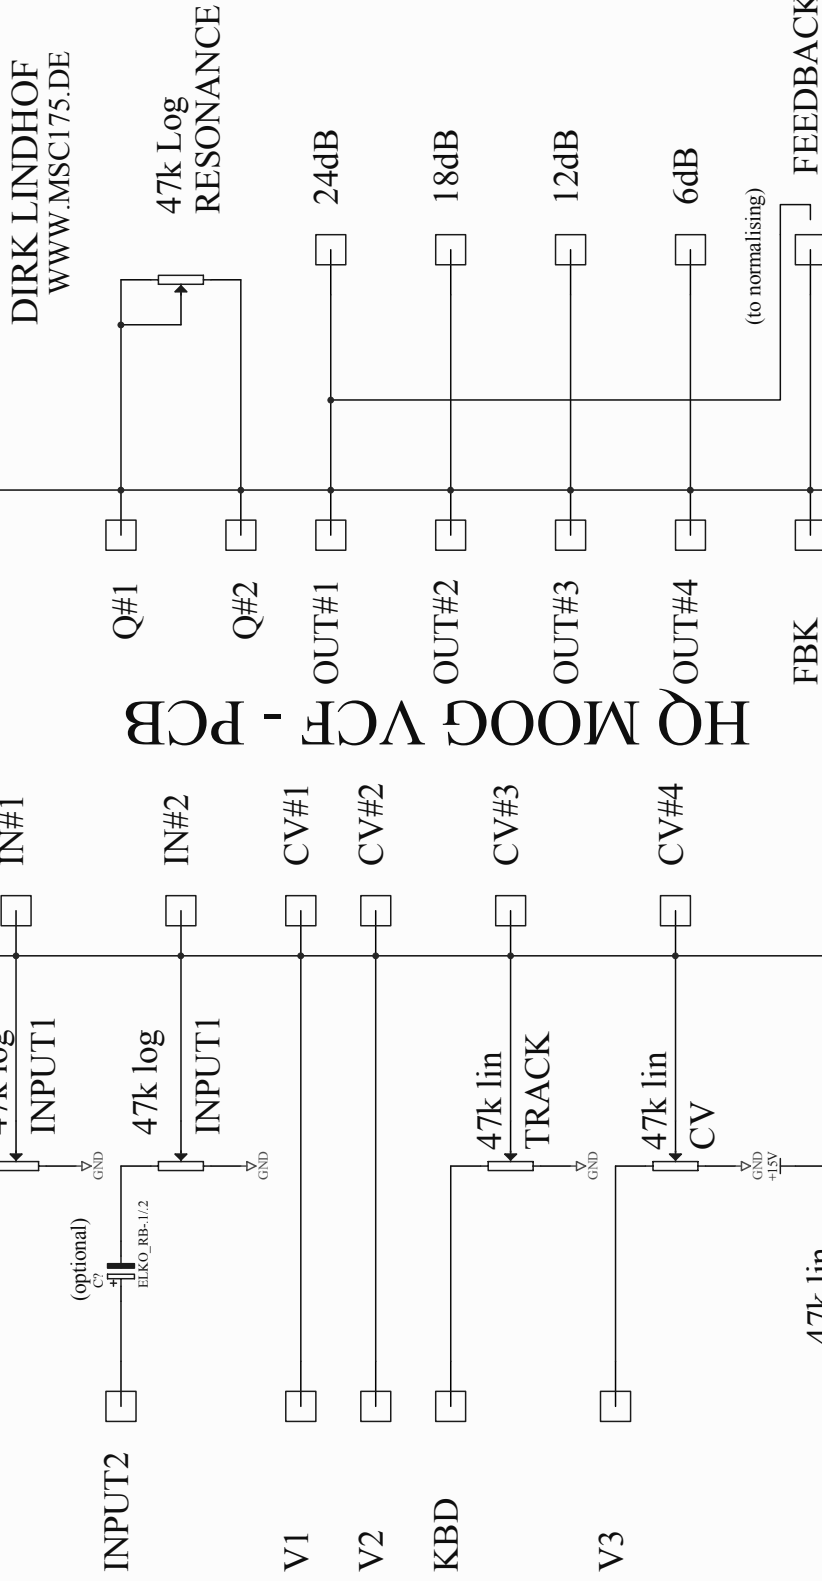 DIRK LINDHOF
WWW.MSC175.DE
47k Log
RESONANCE
24dB
18dB
12dB
6dB
(to normalising)
FEEDBACK
Q#1
Q#2
OUT#1
OUT#2
OUT#3
OUT#4
FBK
HQ MOOG VCF - PCB
IN#1
IN#2
CV#1
CV#2
CV#3
CV#4
47k log
INPUT1
47k log
INPUT1
47k lin
TRACK
47k lin
CV
GND
GND
GND
GND
+15V
(optional)
C?
+
ELKO_RB-.1/.2
47k lin
INPUT2
V1
V2
KBD
V3